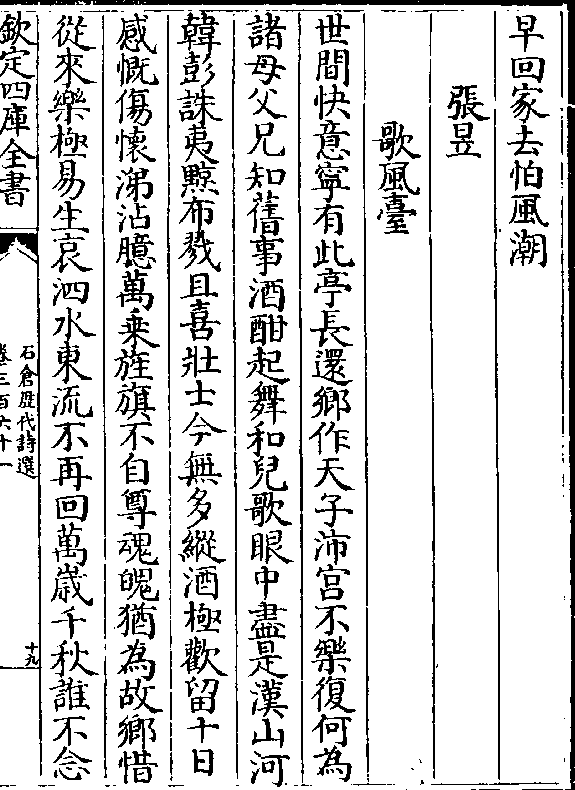 早回家去怕風潮
張昱
歌風臺
世間快意寧有此亭長還鄉作天子沛宫不樂復何為
諸母父兄知舊事酒酣起舞和兒歌眼中盡是漢山河
韓彭誅夷黥布戮且喜壯士今無多縱酒極歡留十日
感慨傷懷涕沾臆萬乗旌旗不自尊魂魄猶為故鄉惜
從來樂極易生哀泗水東流不再回萬歳千秋誰不念
欽定四庫全書
石倉歴代詩選
卷三百六十一
十九